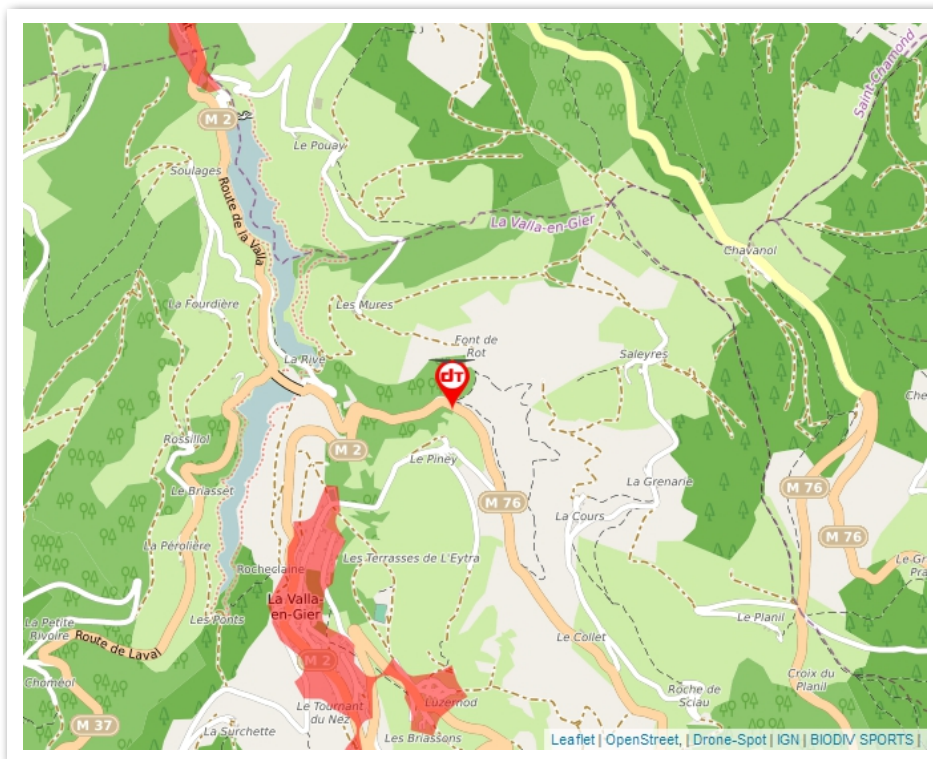 M 2
Le Pouay
Saint-Chamond
Soulages
Route de la Valla
La Valla-en-Gier
Chavanol
La Fourdière
Les Mures
Font de
Rot
La Rive
Saleyres
dT
Rossillol
M 2
Le Piney
Le Briasset
La Grenarie
M 76
M 76
La Cours
M 76
La Pérolière
Les Terrasses de L'Eytra
Rocheclaine
La Valla-
en-Gier
Les Ponts
La Petite
Rivoire
Route de Laval
Le Planil
Le Collet
M 2
Choméol
Croix du
Planil
Roche de
Sciau
Luzernod
Le Tournant
du Nez
M 37
La Surchette
Les Briassons
Leaflet | OpenStreet, | Drone-Spot | IGN | BIODIV SPORTS |